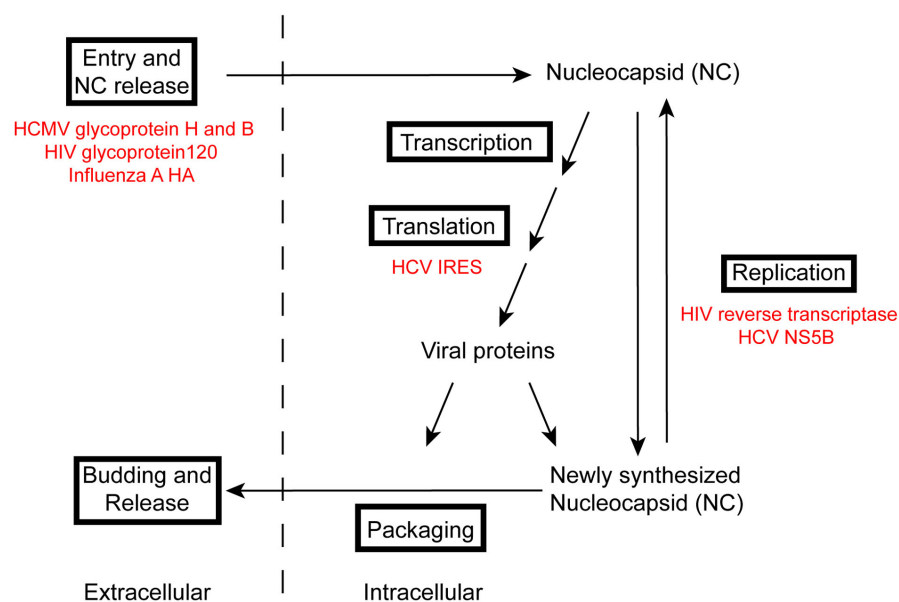 Entry and
NC release
Nucleocapsid (NC)
HCMV glycoprotein H and B
HIV glycoprotein120
Influenza A HA
Transcription
Translation
HCV IRES
Replication
HIV reverse transcriptase
HCV NS5B
Viral proteins
Budding and
Release
Newly synthesized
Nucleocapsid (NC)
Packaging
Extracellular
Intracellular